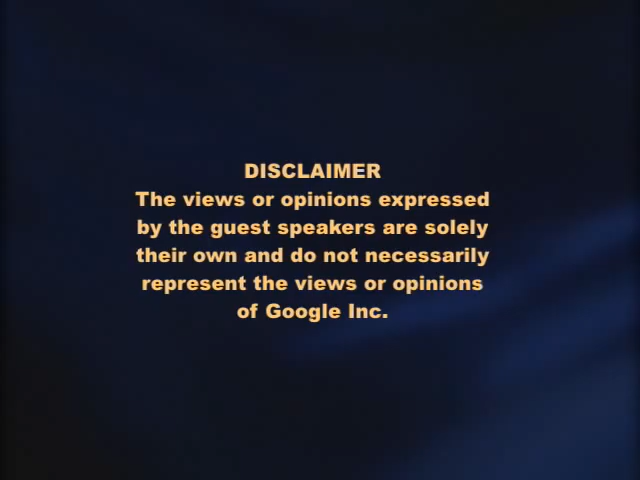 DISCLAIMER
The views or opinions expressed
by the guest speakers are solely
their own and do not necessarily
represent the views or opinions
of Google Inc.